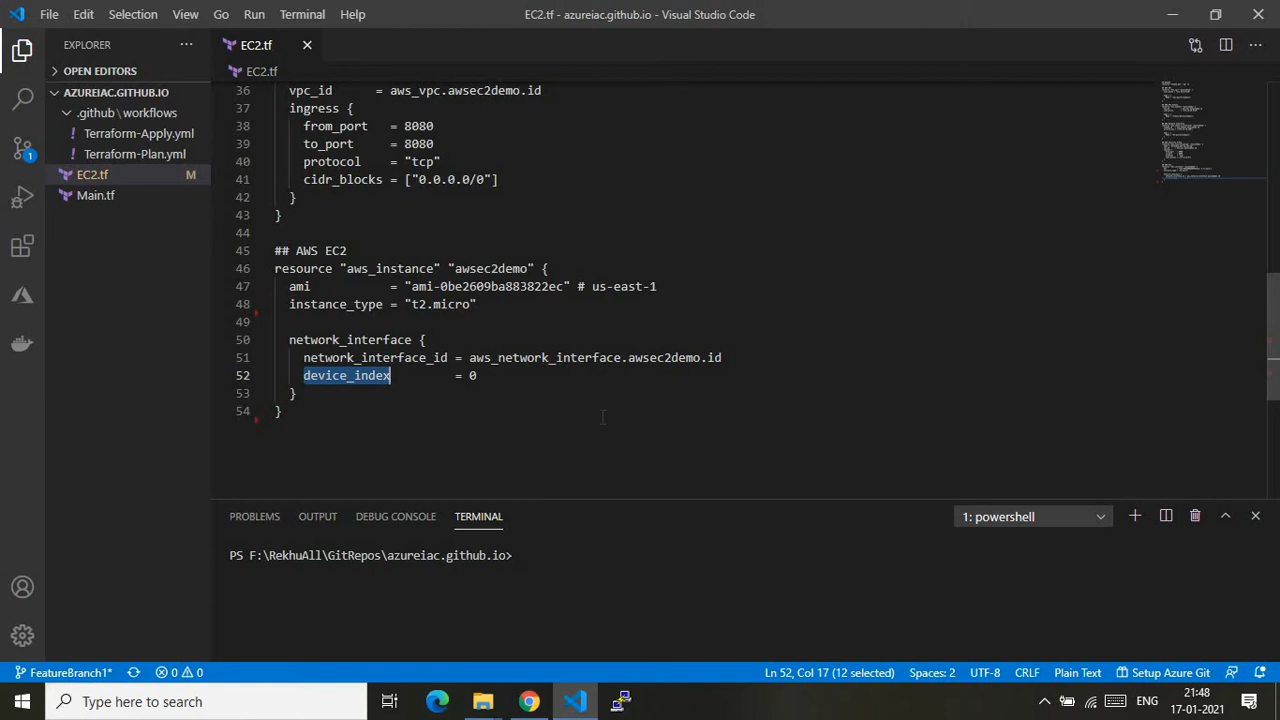 File Edit Selection View Go Run Terminal Help
EC2.tf - azureiac.github.io - Visual Studio Code
EXPLORER
OPEN EDITORS
AZUREIAC.GITHUB.IO
.github\workflows
! Terraform-Apply.yml
! Terraform-Plan.yml
EC2.tf M
Main.tf
1
EC2.tf
EC2.tf
36 vpc_id = aws_vpc.awsec2demo.id
37 ingress {
38 from_port = 8080
39 to_port = 8080
40 protocol = "tcp"
41 cidr_blocks = ["0.0.0.0/0"]
42 }
43 }
44
45 ## AWS EC2
46 resource "aws_instance" "awsec2demo" {
47 ami = "ami-0be2609ba883822ec" # us-east-1
48 instance_type = "t2.micro"
49
50 network_interface {
51 network_interface_id = aws_network_interface.awsec2demo.id
52 device_index = 0
53 }
54 }
PROBLEMS OUTPUT DEBUG CONSOLE TERMINAL
1: powershell
PS F:\RekhuAll\GitRepos\azureiac.github.io>
FeatureBranch1* 0 0
Ln 52, Col 17 (12 selected) Spaces: 2 UTF-8 CRLF Plain Text Setup Azure Git
Type here to search
ENG
21:48
17-01-2021